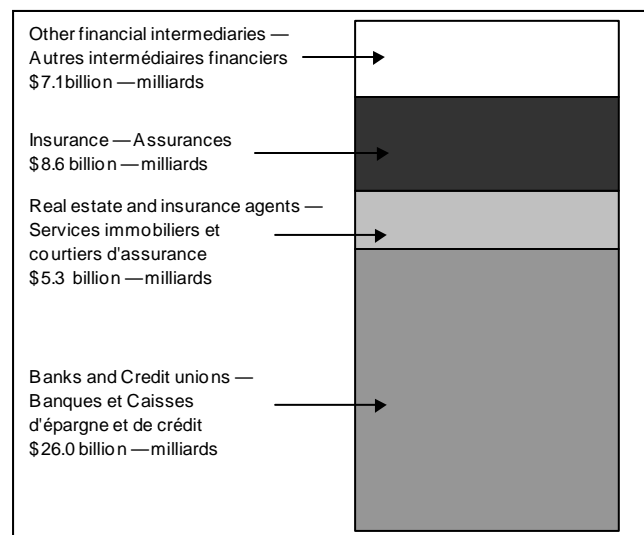 Other financial intermediaries —
Autres intermédiaires financiers
$7.1billion — milliards
Insurance — Assurances
$8.6 billion — milliards
Real estate and insurance agents —
Services immobiliers et
courtiers d'assurance
$5.3 billion — milliards
Banks and Credit unions —
Banques et Caisses
d'épargne et de crédit
$26.0 billion — milliards